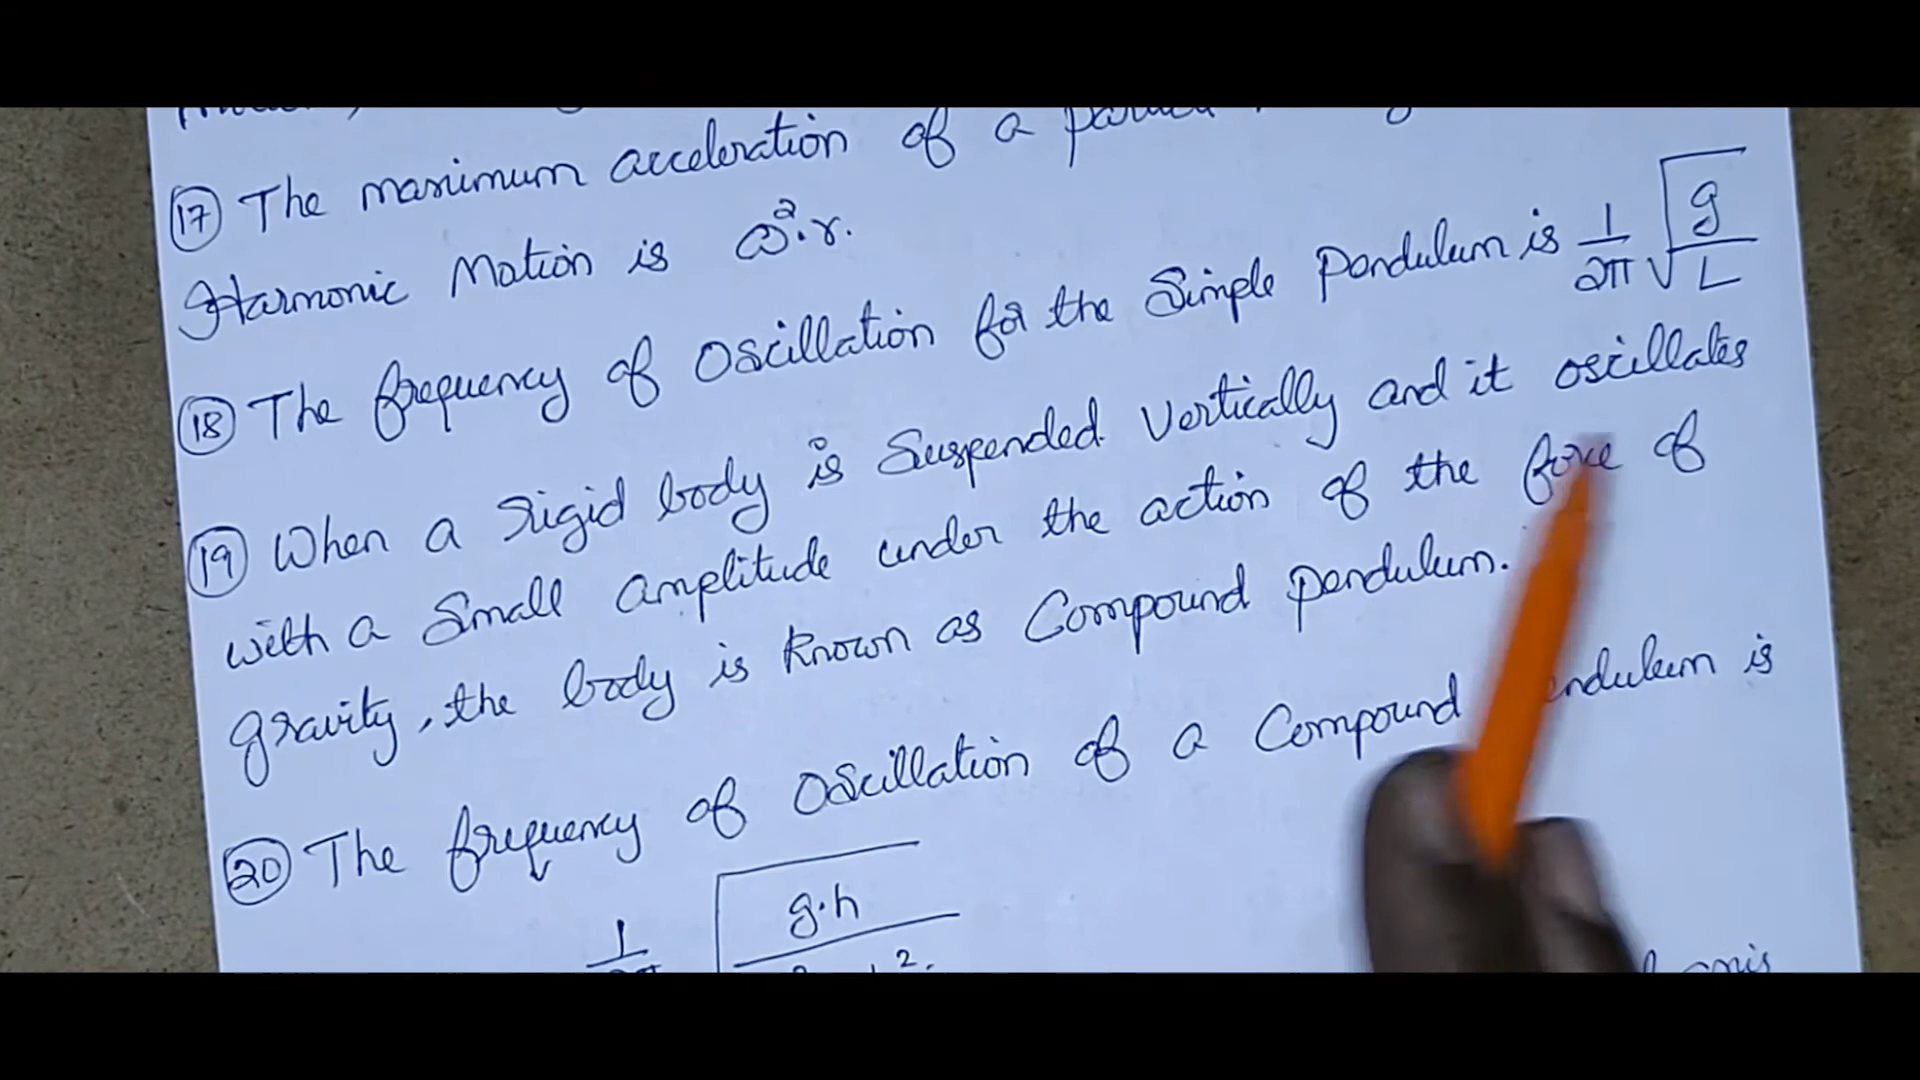 17 The maximum acceleration of a
Harmonic Motion is ω².r.
18 The frequency of Oscillation for the Simple Pendulum is 1/2π √g/L
19 When a rigid body is Suspended Vertically and it oscillates
with a Small amplitude under the action of the force of
gravity, the body is known as Compound pendulum.
20 The frequency of Oscillation of a Compound endulum is
1 g.h
2.